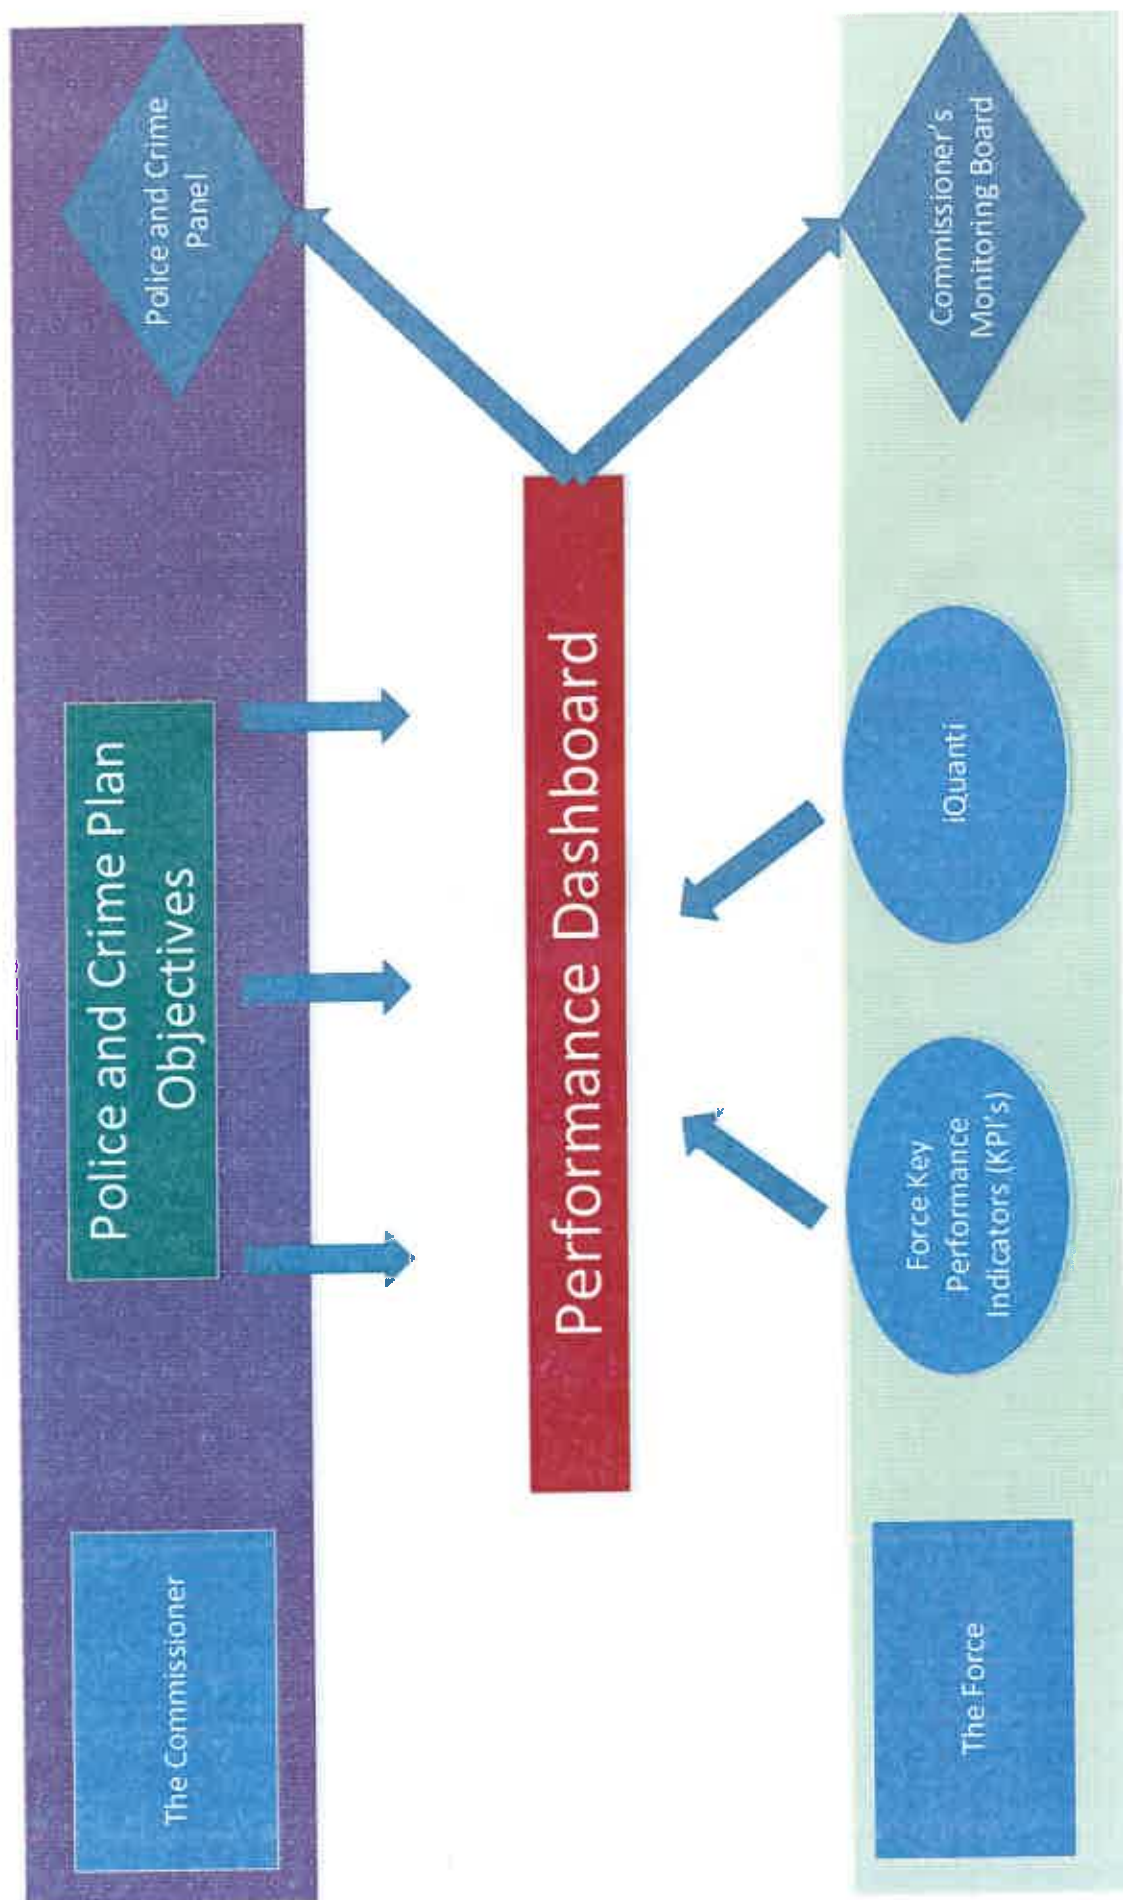 The Commissioner
Police and Crime Plan
Objectives
Police and Crime
Panel
Performance Dashboard
The Force
Force Key
Performance
Indicators (KPI's)
iQuanti
Commissioner's
Monitoring Board